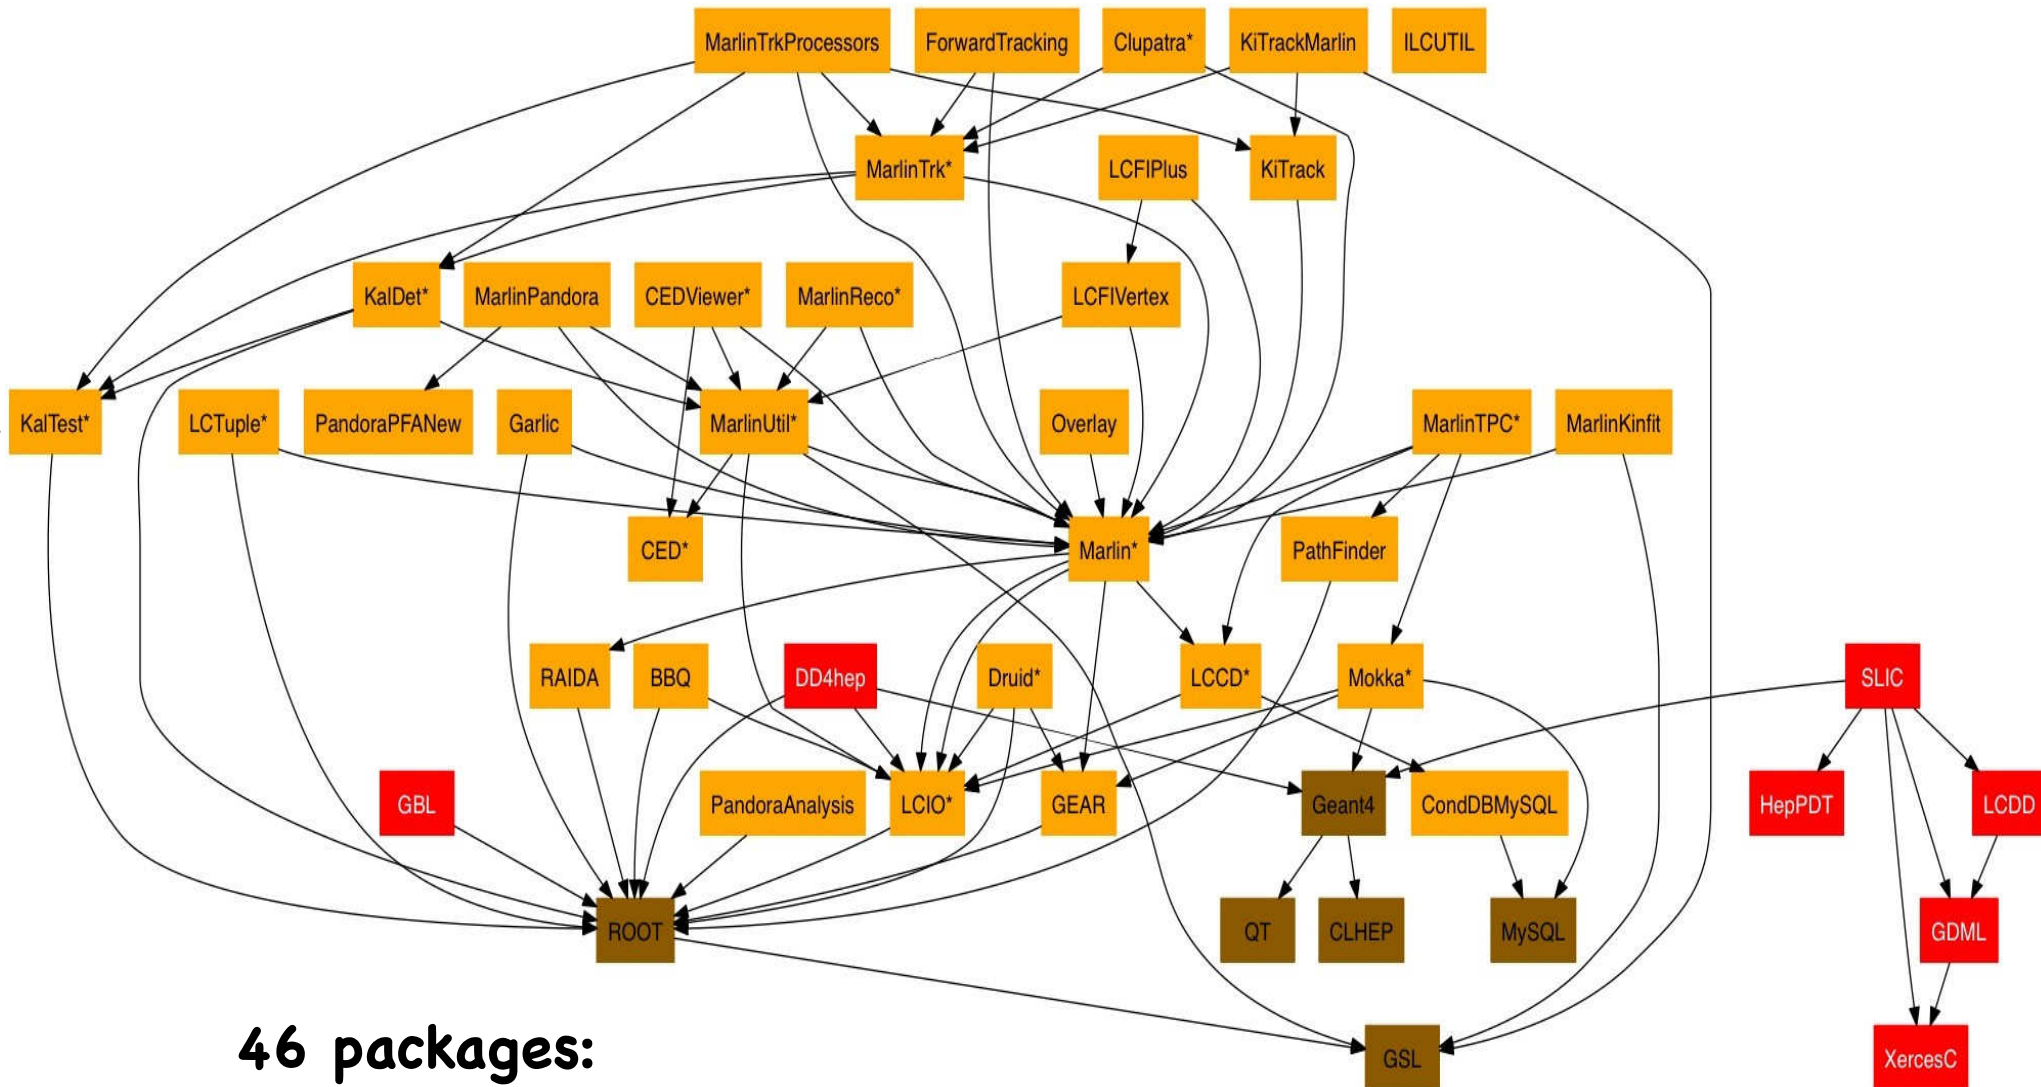 MarlinTrkProcessors
ForwardTracking
Clupatra*
KiTrackMarlin
ILCUTIL
MarlinTrk*
LCFIPlus
KiTrack
KalDet*
MarlinPandora
CEDViewer*
MarlinReco*
LCFIVertex
KalTest*
LCTuple*
PandoraPFANew
Garlic
MarlinUtil*
Overlay
MarlinTPC*
MarlinKinfit
CED*
Marlin*
PathFinder
RAIDA
BBQ
DD4hep
Druid*
LCCD*
Mokka*
SLIC
GBL
PandoraAnalysis
LCIO*
GEAR
Geant4
CondDBMySQL
HepPDT
LCDD
ROOT
QT
CLHEP
MySQL
GDML
46 packages:
GSL
XercesC